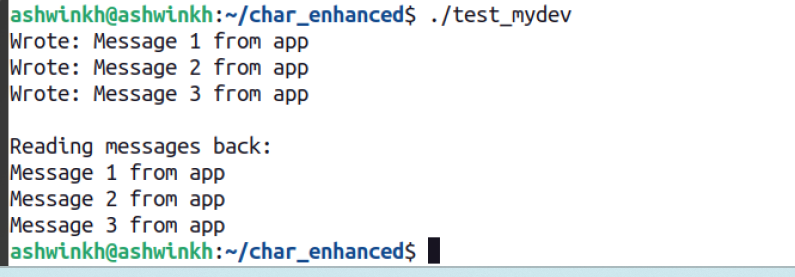 ashwinkh@ashwinkh:~/char_enhanced$ ./test_mydev
Wrote: Message 1 from app
Wrote: Message 2 from app
Wrote: Message 3 from app

Reading messages back:
Message 1 from app
Message 2 from app
Message 3 from app
ashwinkh@ashwinkh:~/char_enhanced$